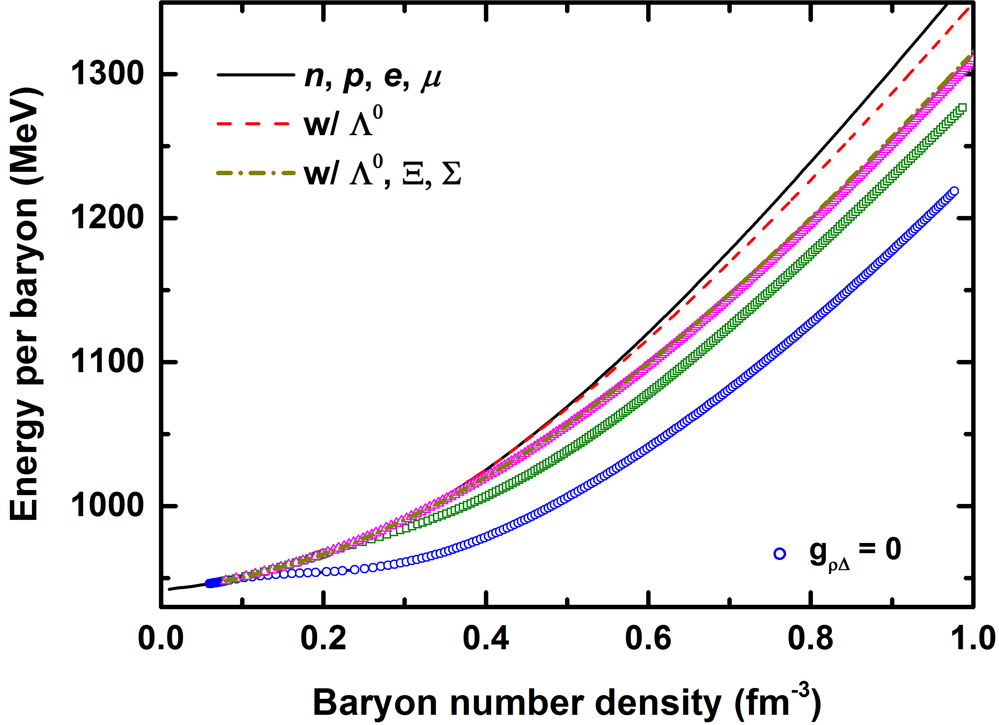 1300
1200
1100
1000
Energy per baryon (MeV)
n, p, e, μ
w/ Λ⁰
w/ Λ⁰, Ξ, Σ
g_ρΔ = 0
0.0 0.2 0.4 0.6 0.8 1.0
Baryon number density (fm⁻³)